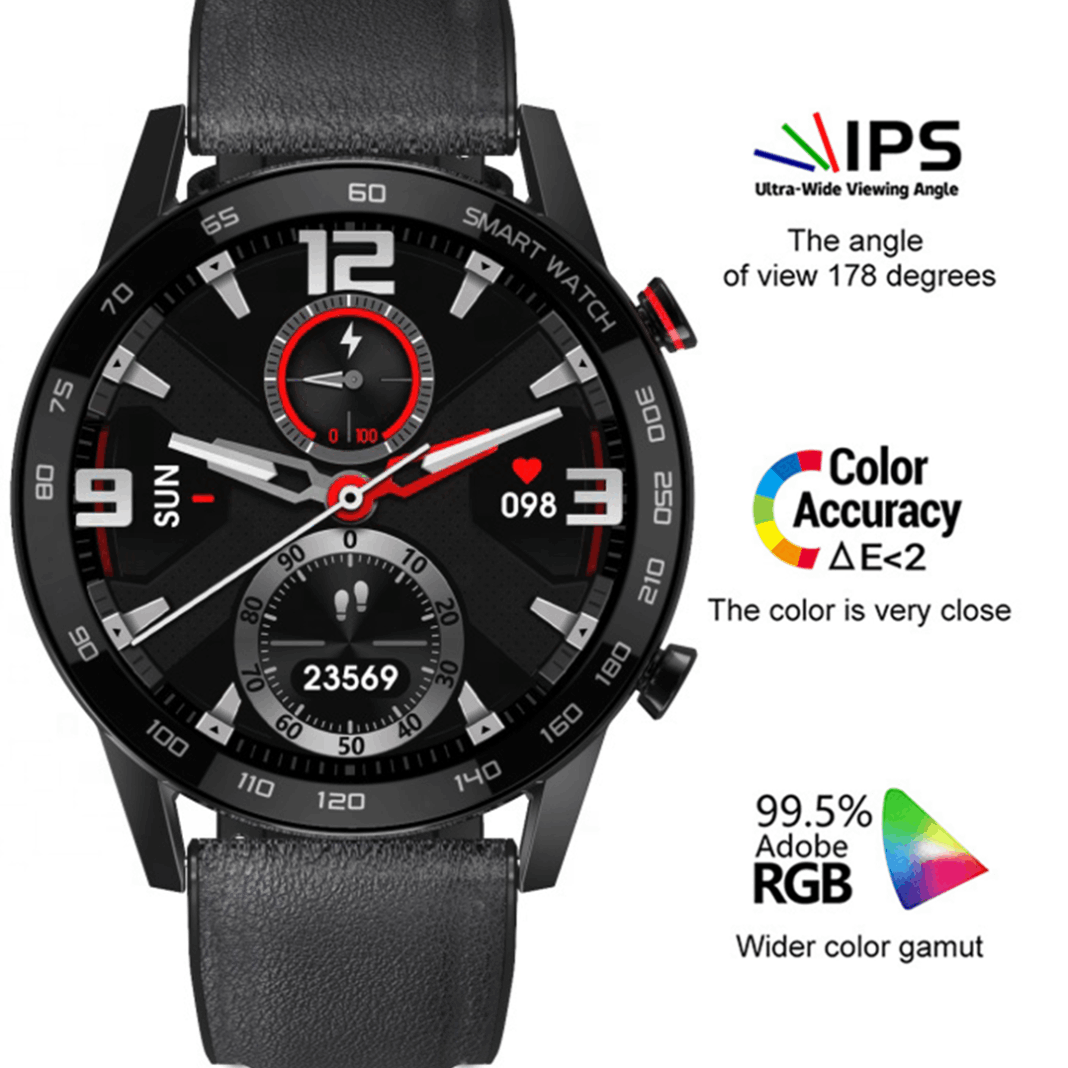 60
65
SMART WATCH
70
12
75
300
0 100
80
9
SUN
098
3
250
0
90
10
80
20
210
23569
70
30
90
60
40
180
50
100
160
110
140
120
IPS
Ultra-Wide Viewing Angle
The angle
of view 178 degrees
Color
Accuracy
ΔE<2
The color is very close
99.5%
Adobe
RGB
Wider color gamut